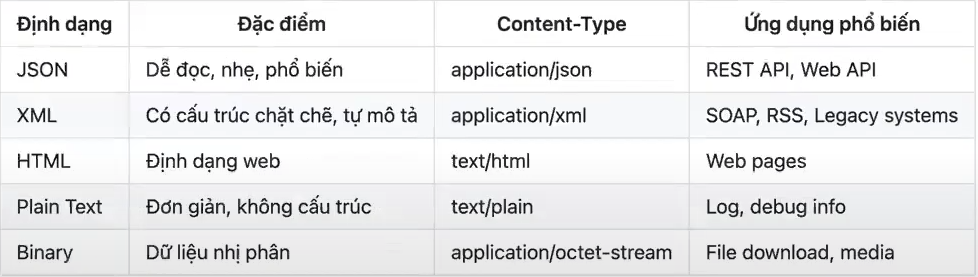 Định dạng Đặc điểm Content-Type Ứng dụng phổ biến
JSON Dễ đọc, nhẹ, phổ biến application/json REST API, Web API
XML Có cấu trúc chặt chẽ, tự mô tả application/xml SOAP, RSS, Legacy systems
HTML Định dạng web text/html Web pages
Plain Text Đơn giản, không cấu trúc text/plain Log, debug info
Binary Dữ liệu nhị phân application/octet-stream File download, media